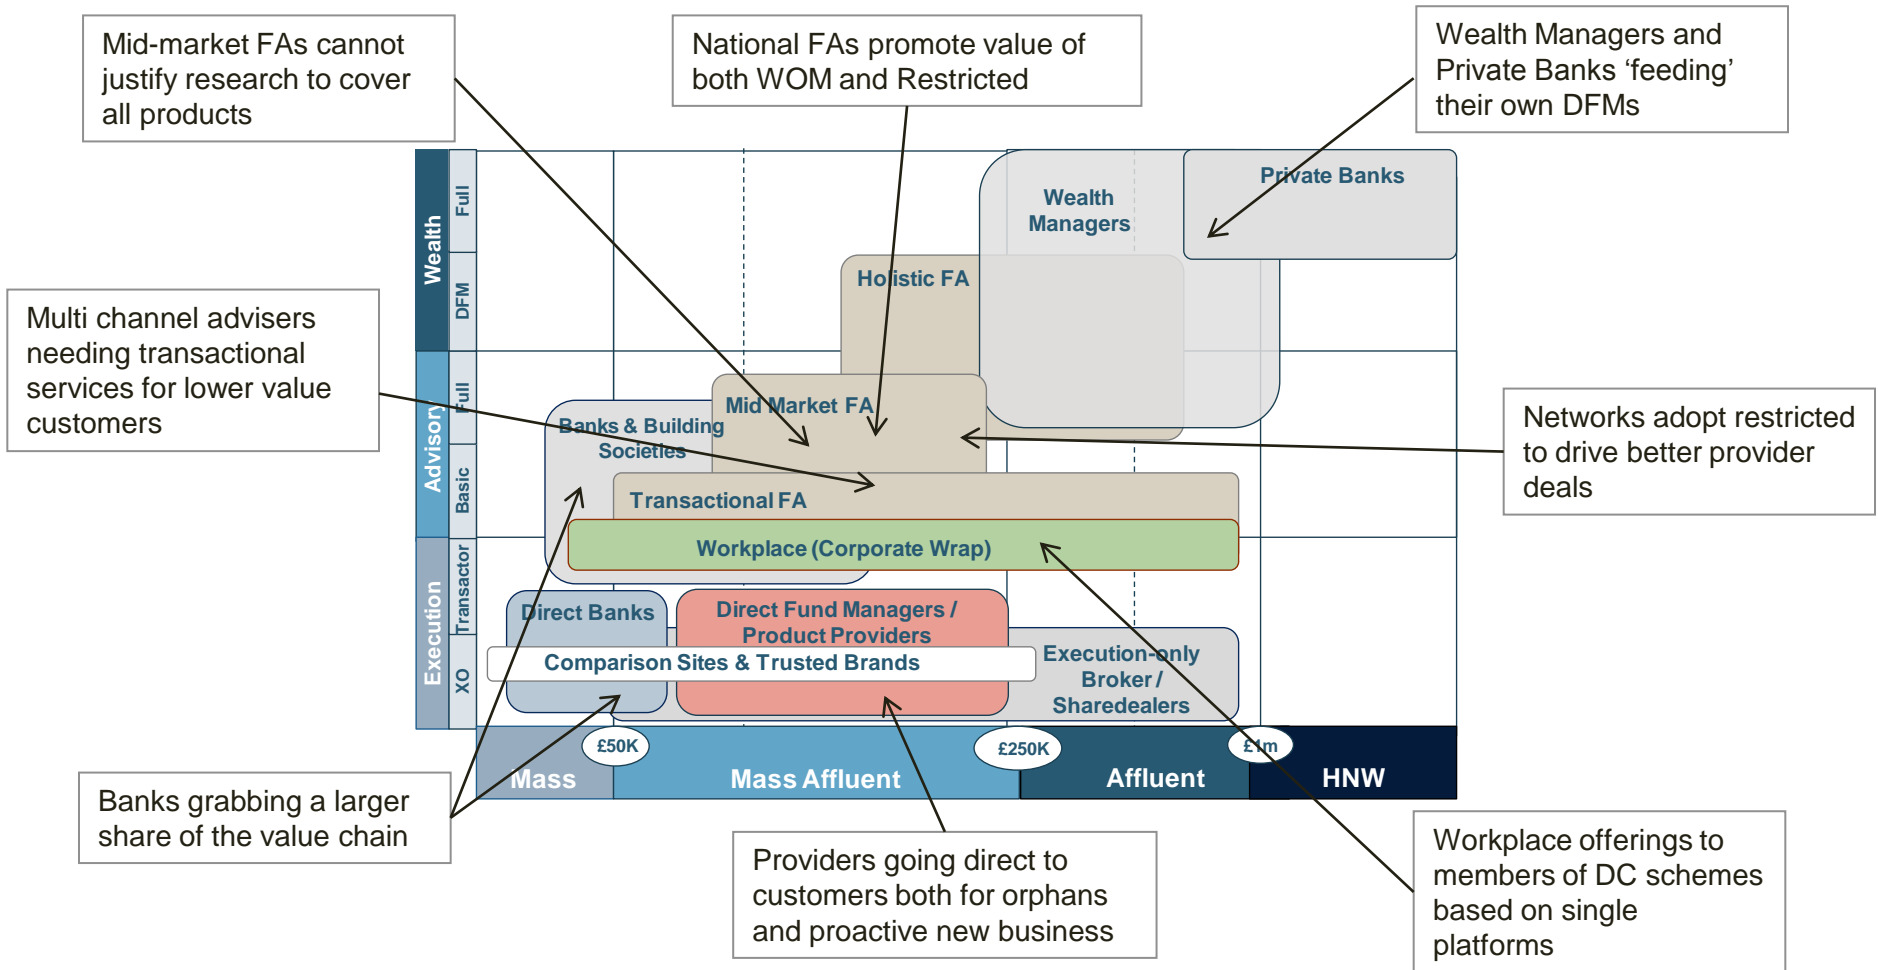 Mid-market FAs cannot
justify research to cover
all products
National FAs promote value of
both WOM and Restricted
Wealth Managers and
Private Banks ‘feeding’
their own DFMs
Multi channel advisers
needing transactional
services for lower value
customers
Networks adopt restricted
to drive better provider
deals
Banks grabbing a larger
share of the value chain
Providers going direct to
customers both for orphans
and proactive new business
Workplace offerings to
members of DC schemes
based on single
platforms
Wealth
Full
DFM
Advisory
Full
Basic
Execution
Transactor
XO
Private Banks
Wealth
Managers
Holistic FA
Mid Market FA
Banks & Building
Societies
Transactional FA
Workplace (Corporate Wrap)
Direct Banks
Direct Fund Managers /
Product Providers
Comparison Sites & Trusted Brands
Execution-only
Broker /
Sharedealers
£50K
£250K
£1m
Mass
Mass Affluent
Affluent
HNW